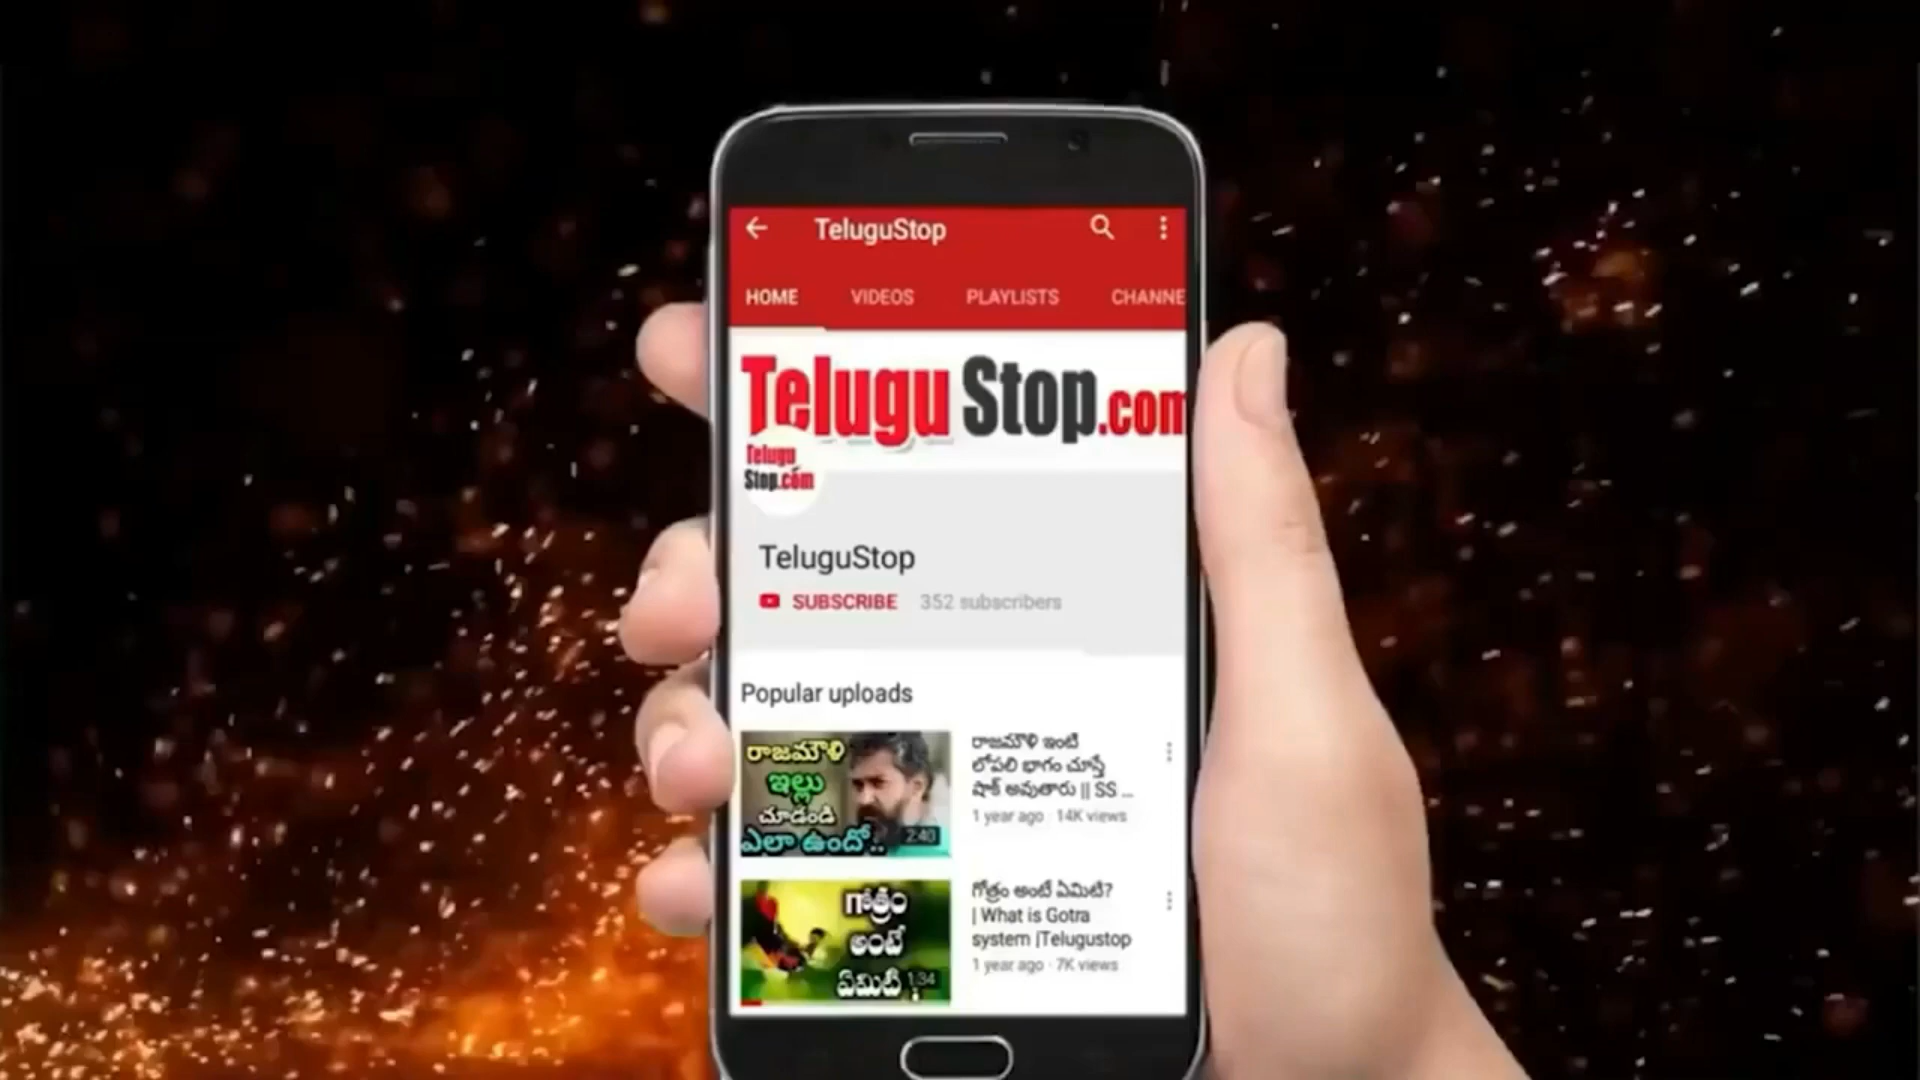 TeluguStop
HOME VIDEOS PLAYLISTS CHANNE
Telugu Stop.com
Telugu
Stop.com
TeluguStop
SUBSCRIBE 352 subscribers
Popular uploads
రాజమౌళి
ఇల్లు
చూడండి
ఎలా ఉందో..
2:40
రాజమౌళి ఇంటి
లోపలి భాగం చూస్తే
షాక్ అవుతారు || SS ...
1 year ago · 14K views
గోత్రం
అంటే
ఏమిటి
1:34
గోత్రం అంటే ఏమిటి?
| What is Gotra
system |Telugustop
1 year ago · 7K views